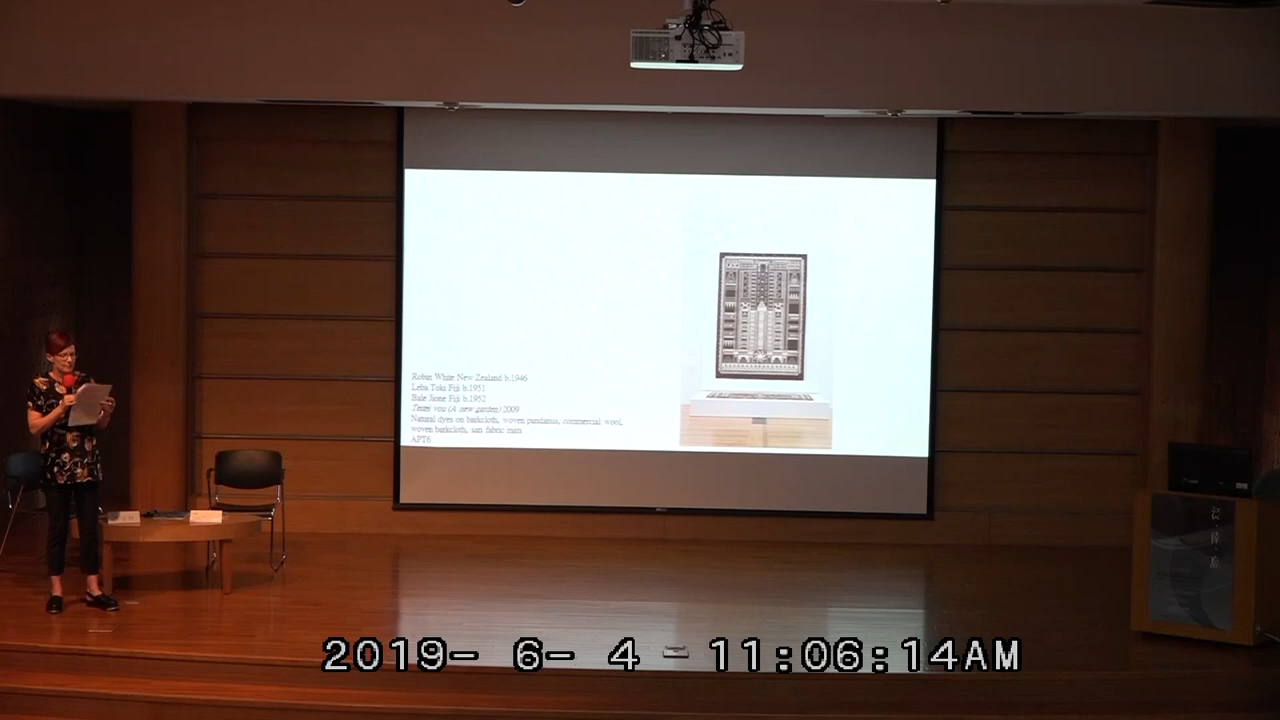 Robin White New Zealand b.1946
Leba Toki Fiji b.1951
Bale Jione Fiji b.1952
Teitei vou (A new garden) 2009
Natural dyes on barkcloth, woven pandanus, commercial wool,
woven barkcloth, sari fabric mats
APT6
2019- 6- 4 11:06:14AM